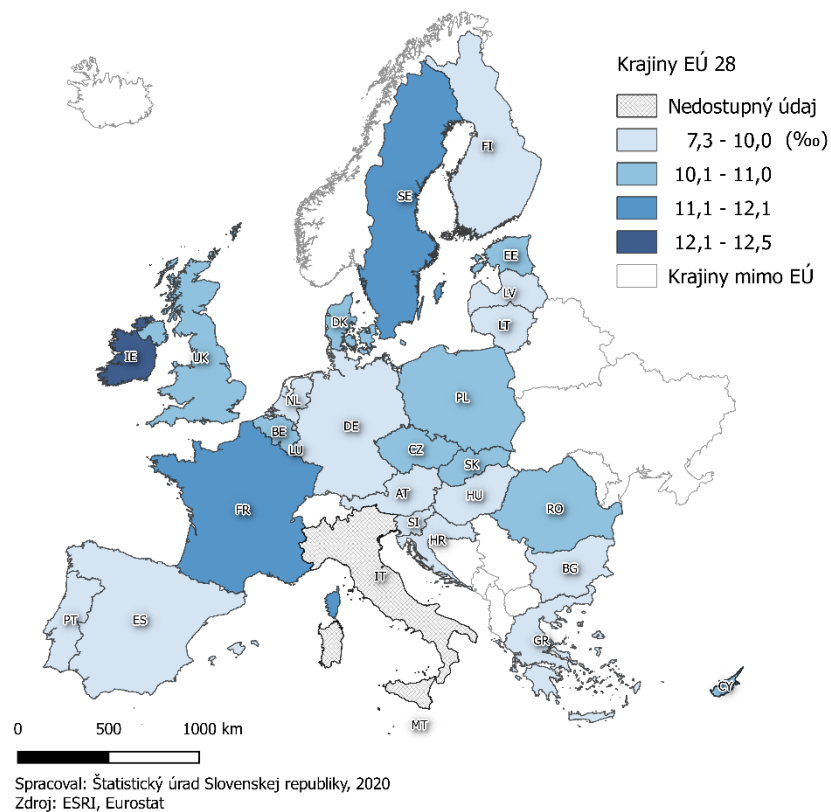 Krajiny EÚ 28
Nedostupný údaj
7,3 - 10,0 (‰)
10,1 - 11,0
11,1 - 12,1
12,1 - 12,5
Krajiny mimo EÚ
FI
SE
EE
LV
LT
DK
IE
UK
NL
PL
DE
BE
LU
CZ
SK
FR
AT
HU
RO
SI
HR
IT
BG
PT
ES
GR
CY
MT
0 500 1000 km
Spracoval: Štatistický úrad Slovenskej republiky, 2020
Zdroj: ESRI, Eurostat